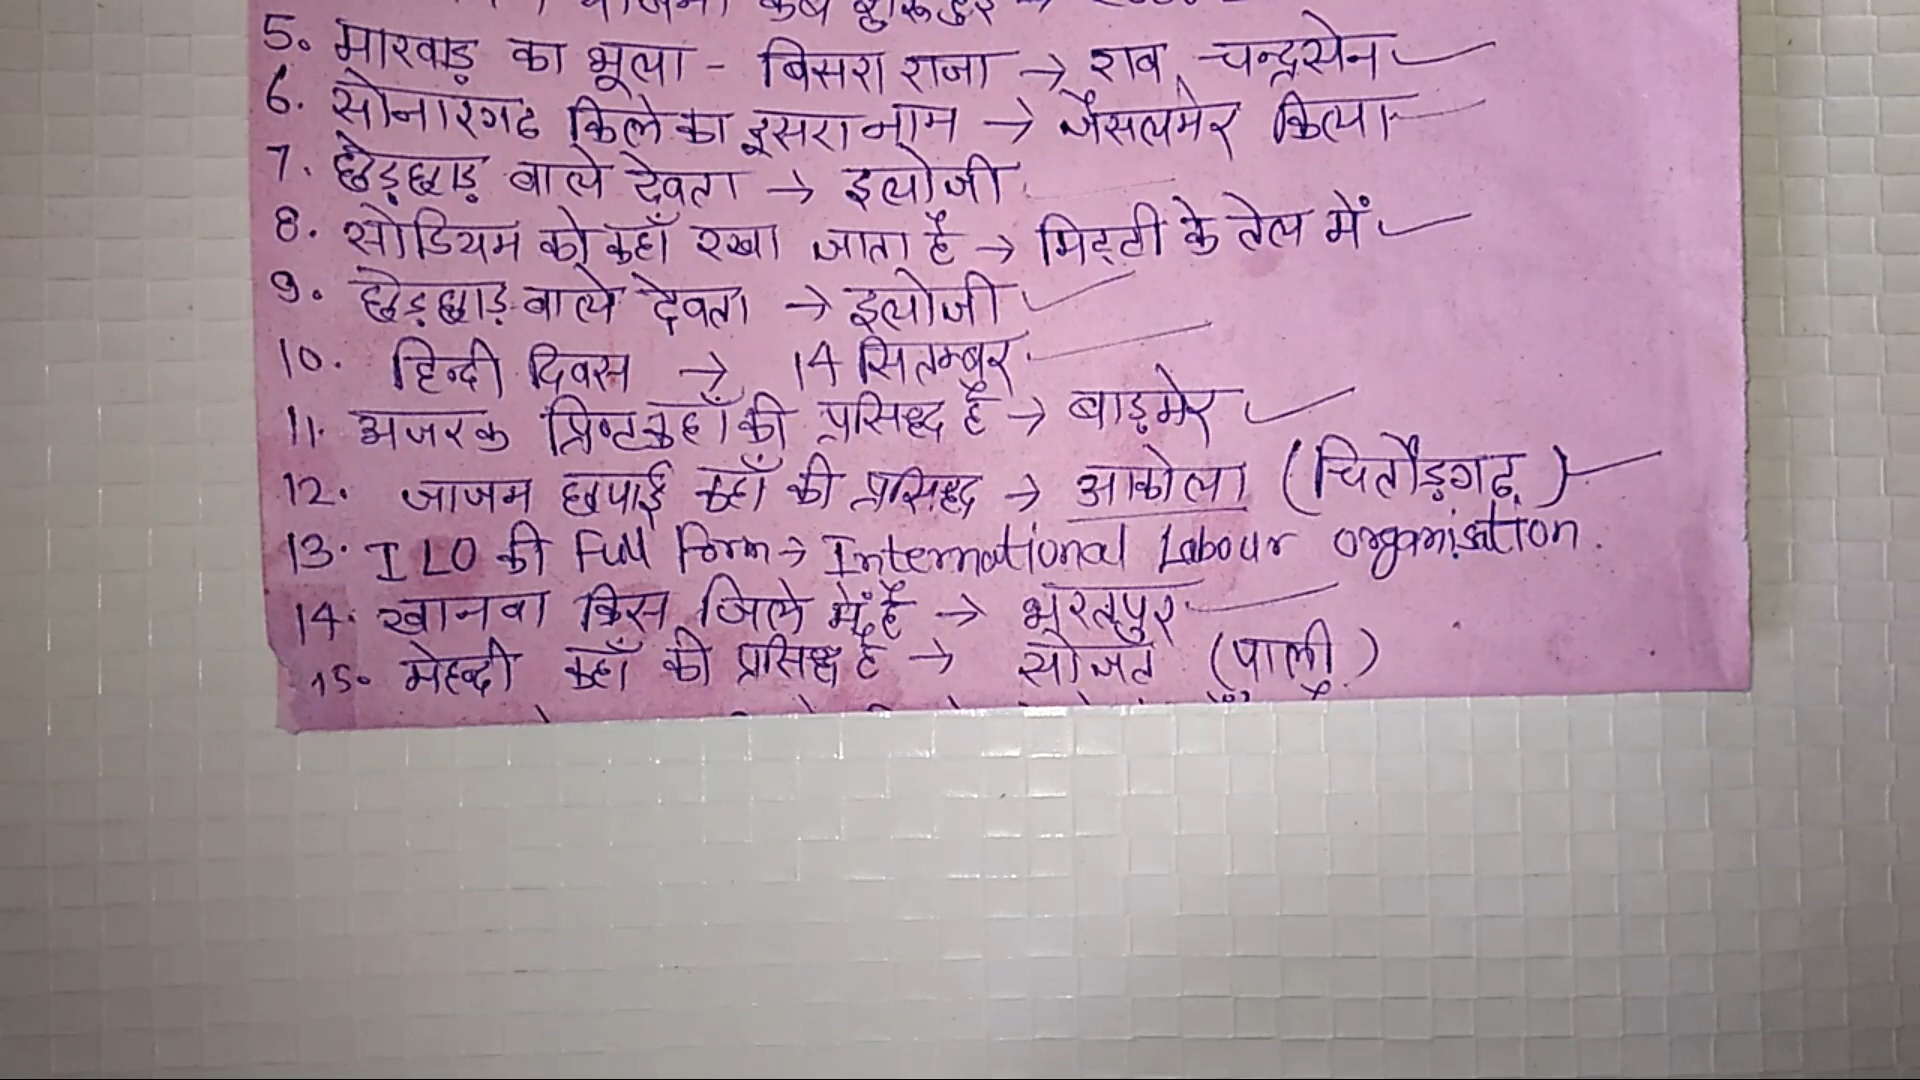 5. मारवाड़ का भूला - बिसरा राजा → राव चन्द्रसेन
6. सोनारगढ किले का दूसरा नाम → जैसलमेर किला
7. छेड़छाड़ वाले देवता → इलोजी
8. सोडियम को कहाँ रखा जाता है → मिट्टी के तेल में
9. छेड़छाड़ वाले देवता → इलोजी
10. हिन्दी दिवस → 14 सितम्बर
11. अजरक प्रिण्ट कहाँ की प्रसिद्ध है → बाड़मेर
12. जाजम छपाई कहाँ की प्रसिद्ध → आकोला (चितौड़गढ़)
13. ILO की Full Form → International Labour organisation.
14. खानवा किस जिले में है → भरतपुर
15. मेहन्दी कहाँ की प्रसिद्ध है → सोजत (पाली)